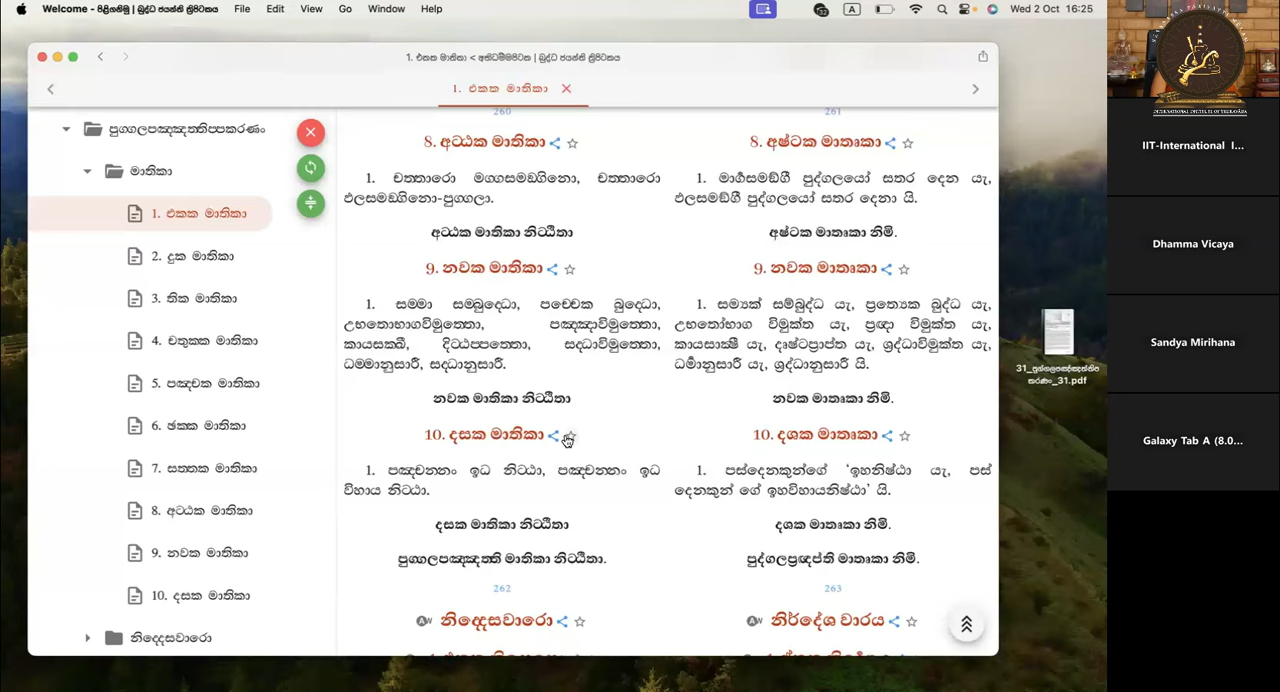 Welcome - පිළිගනිමු | බුද්ධ ජයන්ති ත්‍රිපිටකය File Edit View Go Window Help
A Wed 2 Oct 16:25
1. එකක මාතිකා < අභිධම්මපිටක | බුද්ධ ජයන්ති ත්‍රිපිටකය
1. එකක මාතිකා
පුග්ගලපඤ්ඤත්තිප්පකරණං
මාතිකා
1. එකක මාතිකා
2. දුක මාතිකා
3. තික මාතිකා
4. චතුක්ක මාතිකා
5. පඤ්චක මාතිකා
6. ඡක්ක මාතිකා
7. සත්තක මාතිකා
8. අට්ඨක මාතිකා
9. නවක මාතිකා
10. දසක මාතිකා
නිද්දෙසවාරො
260
8. අට්ඨක මාතිකා
1. චත්තාරො මග්ගසමඞ්ගිනො, චත්තාරො
ඵලසමඞ්ගිනො-පුග්ගලා.
අට්ඨක මාතිකා නිට්ඨිතා
9. නවක මාතිකා
1. සම්මා සම්බුද්ධො, පච්චෙක බුද්ධො,
උභතොභාගවිමුත්තො, පඤ්ඤාවිමුත්තො,
කායසක්ඛී, දිට්ඨප්පත්තො, සද්ධාවිමුත්තො,
ධම්මානුසාරී, සද්ධානුසාරී.
නවක මාතිකා නිට්ඨිතා
10. දසක මාතිකා
1. පඤ්චන්නං ඉධ නිට්ඨා, පඤ්චන්නං ඉධ
විහාය නිට්ඨා.
දසක මාතිකා නිට්ඨිතා
පුග්ගලපඤ්ඤත්ති මාතිකා නිට්ඨිතා.
262
නිද්දෙසවාරො
261
8. අෂ්ටක මාතෘකා
1. මාර්‍ගසමඞ්ගී පුද්ගලයෝ සතර දෙන යැ,
ඵලසමඞ්ගී පුද්ගලයෝ සතර දෙනා යි.
අෂ්ටක මාතෘකා නිමි.
9. නවක මාතෘකා
1. සම්‍යක් සම්බුද්ධ යැ, ප්‍රත්‍යෙක බුද්ධ යැ,
උභතෝභාග විමුක්ත යැ, ප්‍රඥා විමුක්ත යැ,
කායසාක්‍ෂී යැ, දෘෂ්ටප්‍රාප්ත යැ, ශ්‍රද්ධාවිමුක්ත යැ,
ධර්‍මානුසාරී යැ, ශ්‍රද්ධානුසාරී යි.
නවක මාතෘකා නිමි.
10. දශක මාතෘකා
1. පස්දෙනකුන්ගේ ‘ඉහනිෂ්ඨා යැ, පස්
දෙනකුන් ගේ ඉහවිහායනිෂ්ඨා’ යි.
දශක මාතෘකා නිමි.
පුද්ගලප්‍රඥප්ති මාතෘකා නිමි.
263
නිර්දේශ වාරය
INTERNATIONAL INSTITUTE OF THERAVADA
IIT-International I...
Dhamma Vicaya
Sandya Mirihana
Galaxy Tab A (8.0...